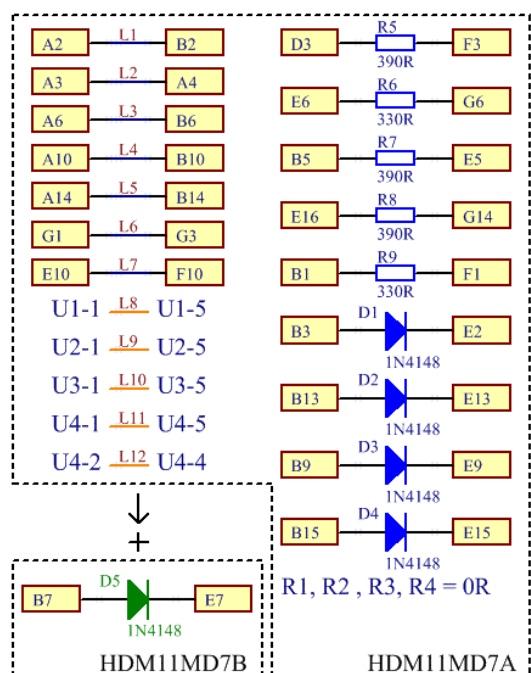 A2 L1 B2
A3 L2 A4
A6 L3 B6
A10 L4 B10
A14 L5 B14
G1 L6 G3
E10 L7 F10
U1-1 L8 U1-5
U2-1 L9 U2-5
U3-1 L10 U3-5
U4-1 L11 U4-5
U4-2 L12 U4-4
+
D5
B7 E7
1N4148
HDM11MD7B
R5
D3 F3
390R
R6
E6 G6
330R
R7
B5 E5
390R
R8
E16 G14
390R
R9
B1 F1
330R
D1
B3 E2
1N4148
D2
B13 E13
1N4148
D3
B9 E9
1N4148
D4
B15 E15
1N4148
R1, R2 , R3, R4 = 0R
HDM11MD7A